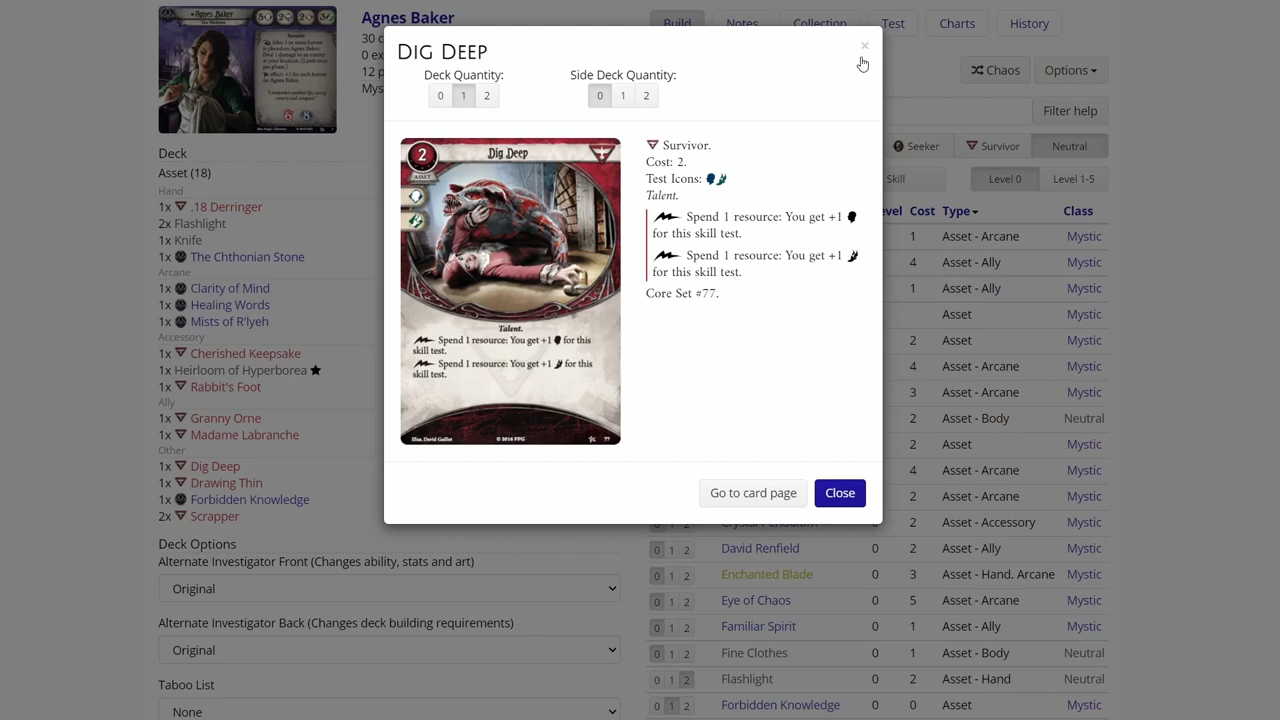 Agnes Baker
Agnes Baker
30 c
0 ex
12 p
Mys
Build
Notes
Collection
Test
Charts
History
Chaos
Options
Filter help
Seeker
Survivor
Neutral
Skill
Level 0
Level 1-5
DIG DEEP
×
Deck Quantity:
0 1 2
Side Deck Quantity:
0 1 2
2
ASSET
Dig Deep
Talent.
Spend 1 resource: You get +1 for this
skill test.
Spend 1 resource: You get +1 for this
skill test.
Illus. David Gallet
© 2016 FFG
77
Survivor.
Cost: 2.
Test Icons:
Talent.
Spend 1 resource: You get +1
for this skill test.
Spend 1 resource: You get +1
for this skill test.
Core Set #77.
Go to card page
Close
Deck
Asset (18)
Hand
1x .18 Derringer
2x Flashlight
1x Knife
1x The Chthonian Stone
Arcane
1x Clarity of Mind
1x Healing Words
1x Mists of R'lyeh
Accessory
1x Cherished Keepsake
1x Heirloom of Hyperborea
1x Rabbit's Foot
Ally
1x Granny Orne
1x Madame Labranche
Other
1x Dig Deep
1x Drawing Thin
1x Forbidden Knowledge
2x Scrapper
Deck Options
Alternate Investigator Front (Changes ability, stats and art)
Original
Alternate Investigator Back (Changes deck building requirements)
Original
Taboo List
None
evel Cost Type Class
1 Asset - Arcane Mystic
4 Asset - Ally Mystic
Asset - Ally Mystic
Asset Mystic
2 Asset - Arcane Mystic
4 Asset - Arcane Mystic
3 Asset - Arcane Mystic
2 Asset - Body Neutral
2 Asset Mystic
4 Asset - Arcane Mystic
2 Asset - Arcane Mystic
0 1 2 Crystal Pendulum 0 2 Asset - Accessory Mystic
0 1 2 David Renfield 0 2 Asset - Ally Mystic
0 1 2 Enchanted Blade 0 3 Asset - Hand. Arcane Mystic
0 1 2 Eye of Chaos 0 5 Asset - Arcane Mystic
0 1 2 Familiar Spirit 0 1 Asset - Ally Mystic
0 1 2 Fine Clothes 0 1 Asset - Body Neutral
0 1 2 Flashlight 0 2 Asset - Hand Neutral
0 1 2 Forbidden Knowledge 0 0 Asset Mystic